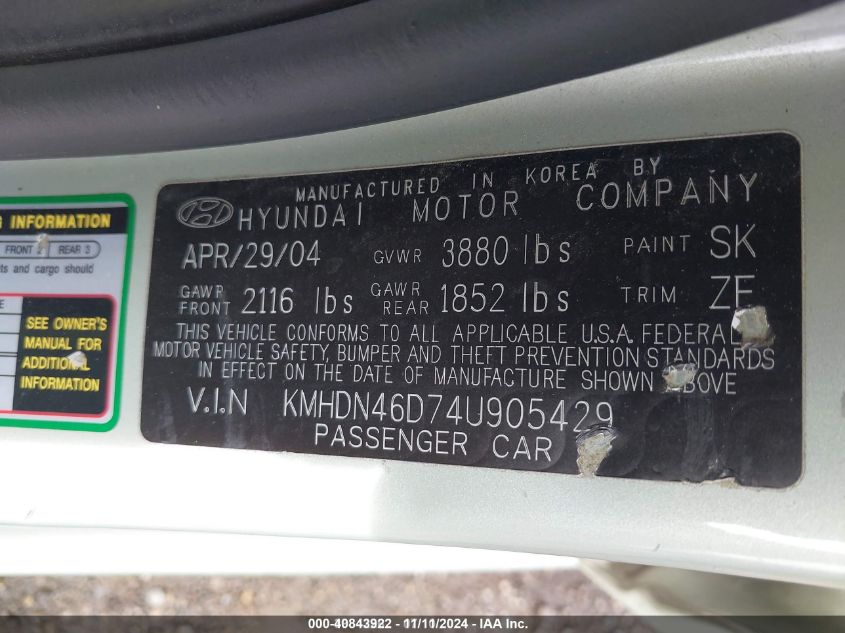 G INFORMATION
FRONT 2 REAR 3
ts and cargo should
E
SEE OWNER'S
MANUAL FOR
ADDITIONAL
INFORMATION
MANUFACTURED IN KOREA BY
HYUNDAI MOTOR COMPANY
APR/29/04 GVWR 3880 lbs PAINT SK
GAWR FRONT 2116 lbs GAWR REAR 1852 lbs TRIM ZE
THIS VEHICLE CONFORMS TO ALL APPLICABLE U.S.A. FEDERAL
MOTOR VEHICLE SAFETY, BUMPER AND THEFT PREVENTION STANDARDS
IN EFFECT ON THE DATE OF MANUFACTURE SHOWN ABOVE
V.I.N KMHDN46D74U905429
PASSENGER CAR
000-40843922 - 11/11/2024 - IAA Inc.